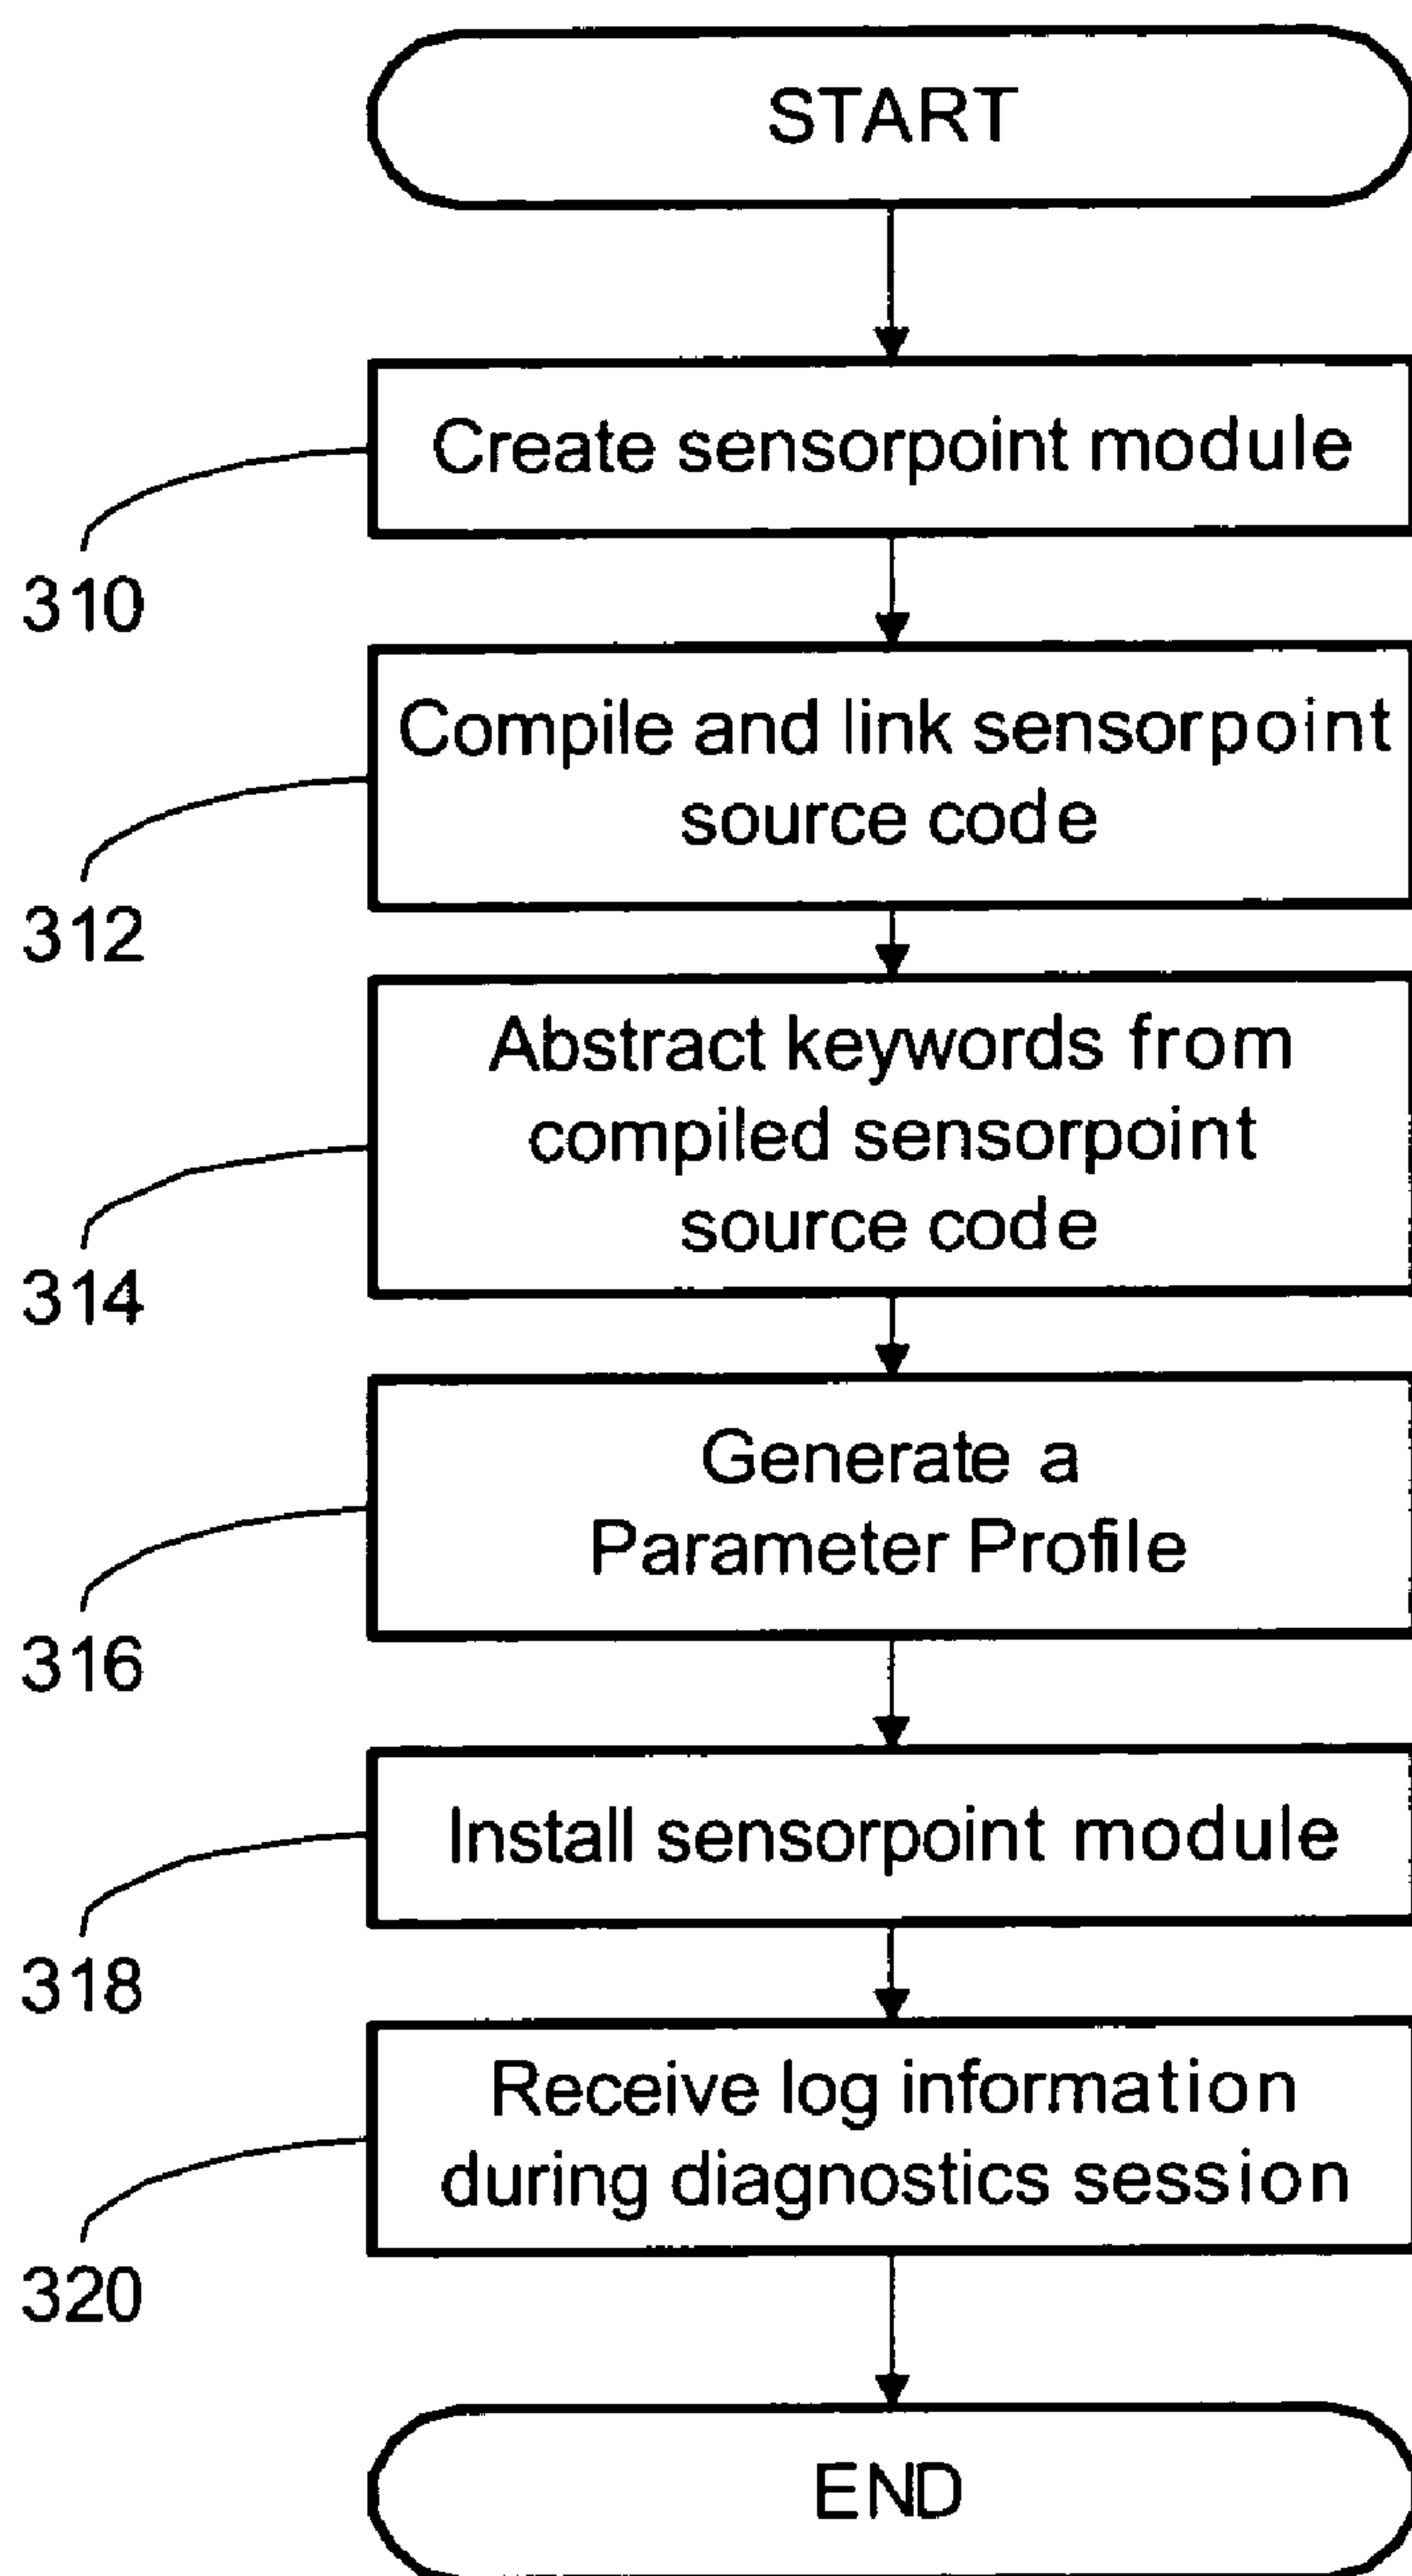 START
Create sensorpoint module
310
Compile and link sensorpoint
source code
312
Abstract keywords from
compiled sensorpoint
source code
314
Generate a
Parameter Profile
316
Install sensorpoint module
318
Receive log information
during diagnostics session
320
END